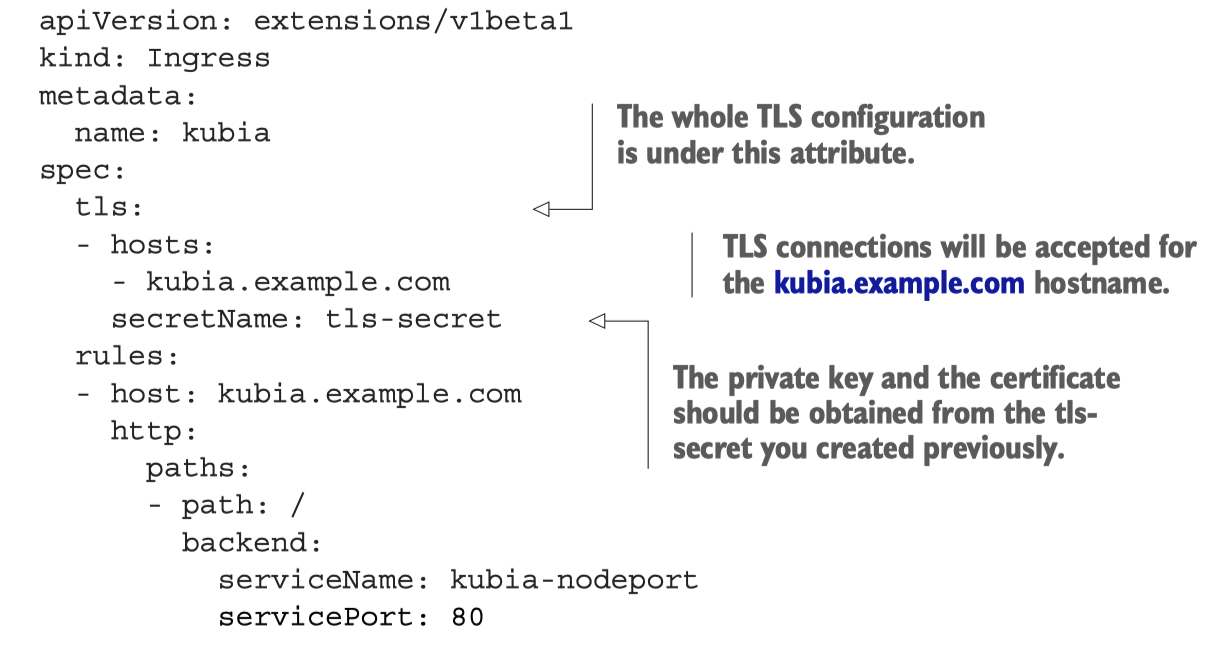 apiVersion: extensions/v1beta1
kind: Ingress
metadata:
  name: kubia
spec:
  tls:
  - hosts:
    - kubia.example.com
    secretName: tls-secret
  rules:
  - host: kubia.example.com
    http:
      paths:
      - path: /
        backend:
          serviceName: kubia-nodeport
          servicePort: 80
The whole TLS configuration
is under this attribute.
TLS connections will be accepted for
the kubia.example.com hostname.
The private key and the certificate
should be obtained from the tls-
secret you created previously.